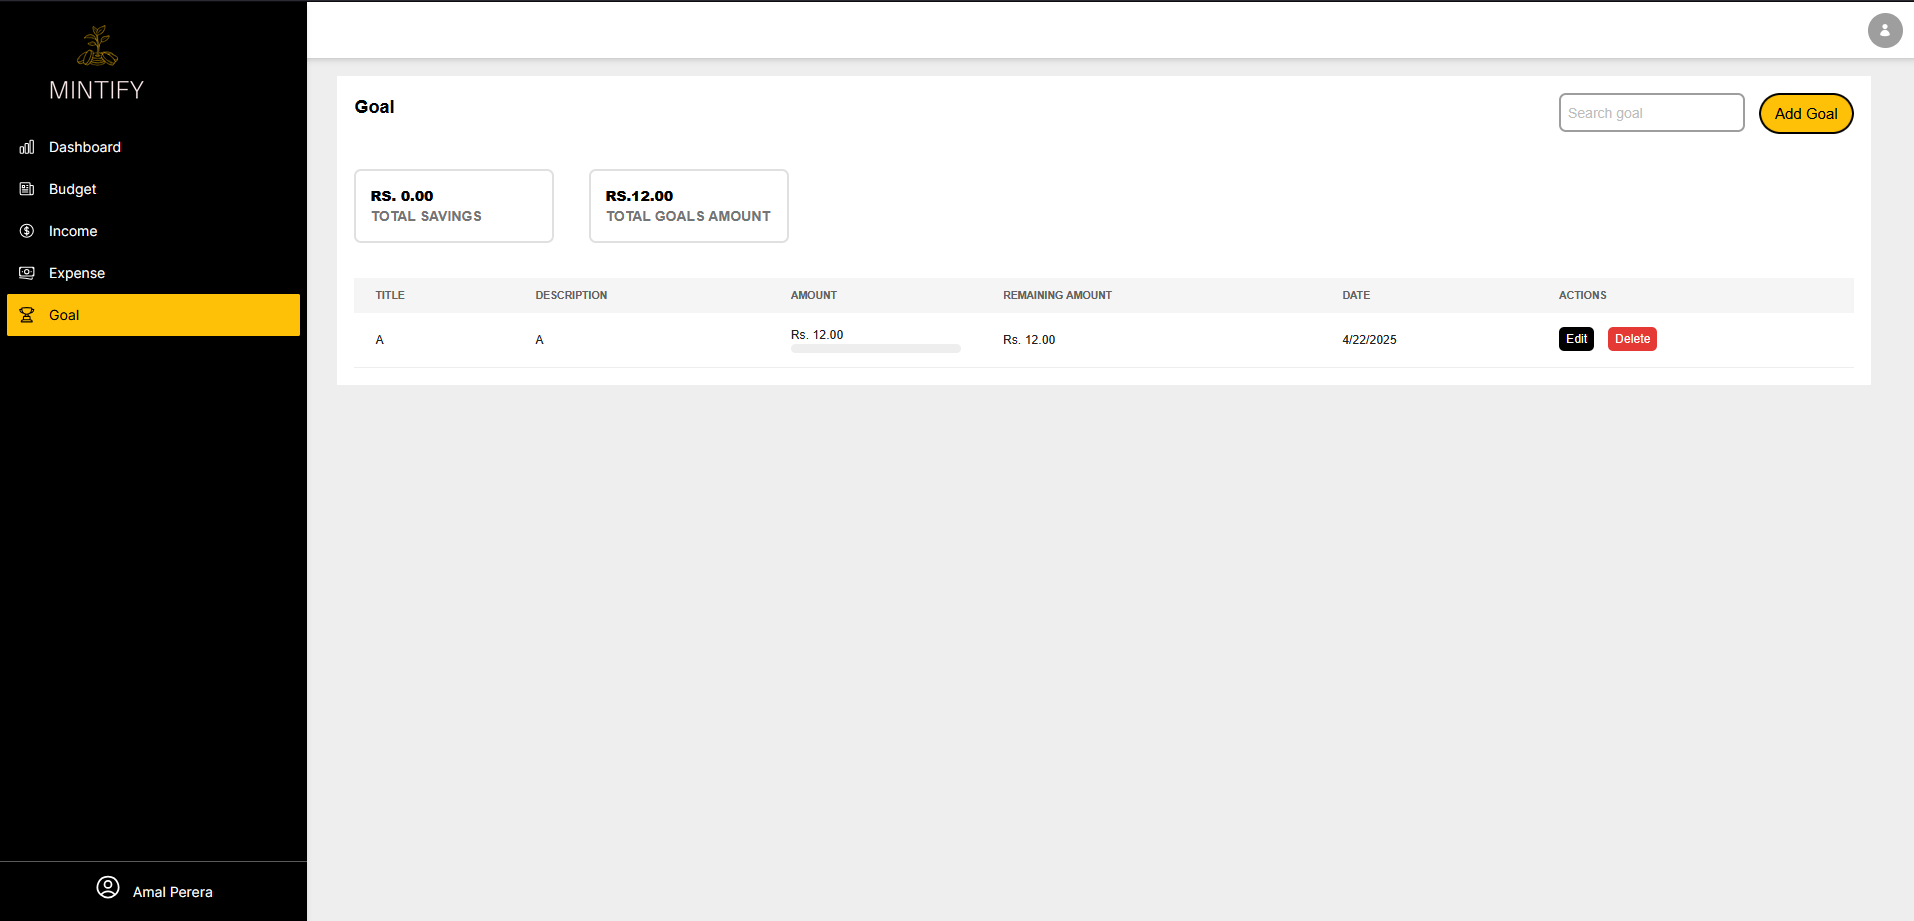 MINTIFY
Dashboard
Budget
Income
Expense
Goal
Amal Perera
Goal
Search goal
Add Goal
RS. 0.00
TOTAL SAVINGS
RS.12.00
TOTAL GOALS AMOUNT
TITLE DESCRIPTION AMOUNT REMAINING AMOUNT DATE ACTIONS
A A Rs. 12.00 Rs. 12.00 4/22/2025 Edit Delete